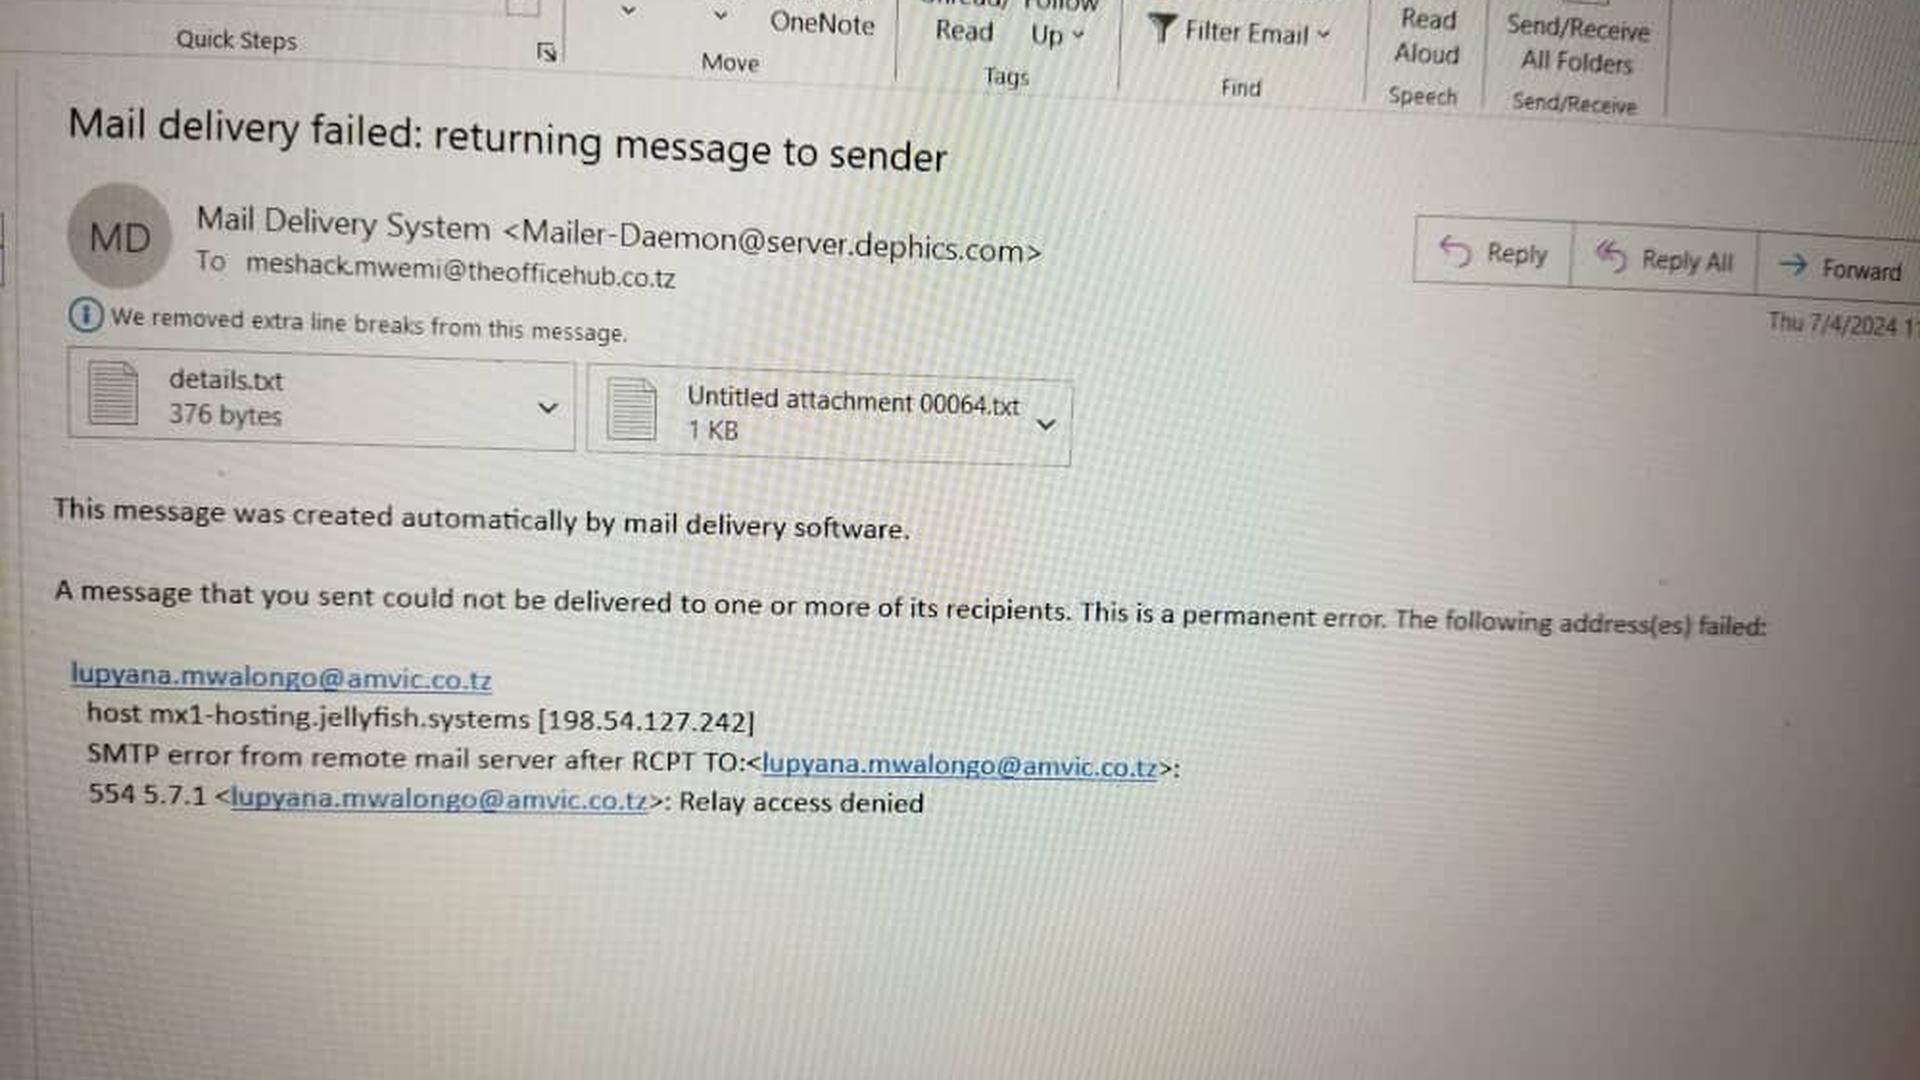 Quick Steps
OneNote
Move
Read
Follow
Up
Tags
Filter Email
Find
Read
Aloud
Speech
Send/Receive
All Folders
Send/Receive
Mail delivery failed: returning message to sender
MD
Mail Delivery System <Mailer-Daemon@server.dephics.com>
To meshack.mwemi@theofficehub.co.tz
Reply
Reply All
Forward
We removed extra line breaks from this message.
Thu 7/4/2024
details.txt
376 bytes
Untitled attachment 00064.txt
1 KB
This message was created automatically by mail delivery software.
A message that you sent could not be delivered to one or more of its recipients. This is a permanent error. The following address(es) failed:
lupyana.mwalongo@amvic.co.tz
host mx1-hosting.jellyfish.systems [198.54.127.242]
SMTP error from remote mail server after RCPT TO:<lupyana.mwalongo@amvic.co.tz>:
554 5.7.1 <lupyana.mwalongo@amvic.co.tz>: Relay access denied